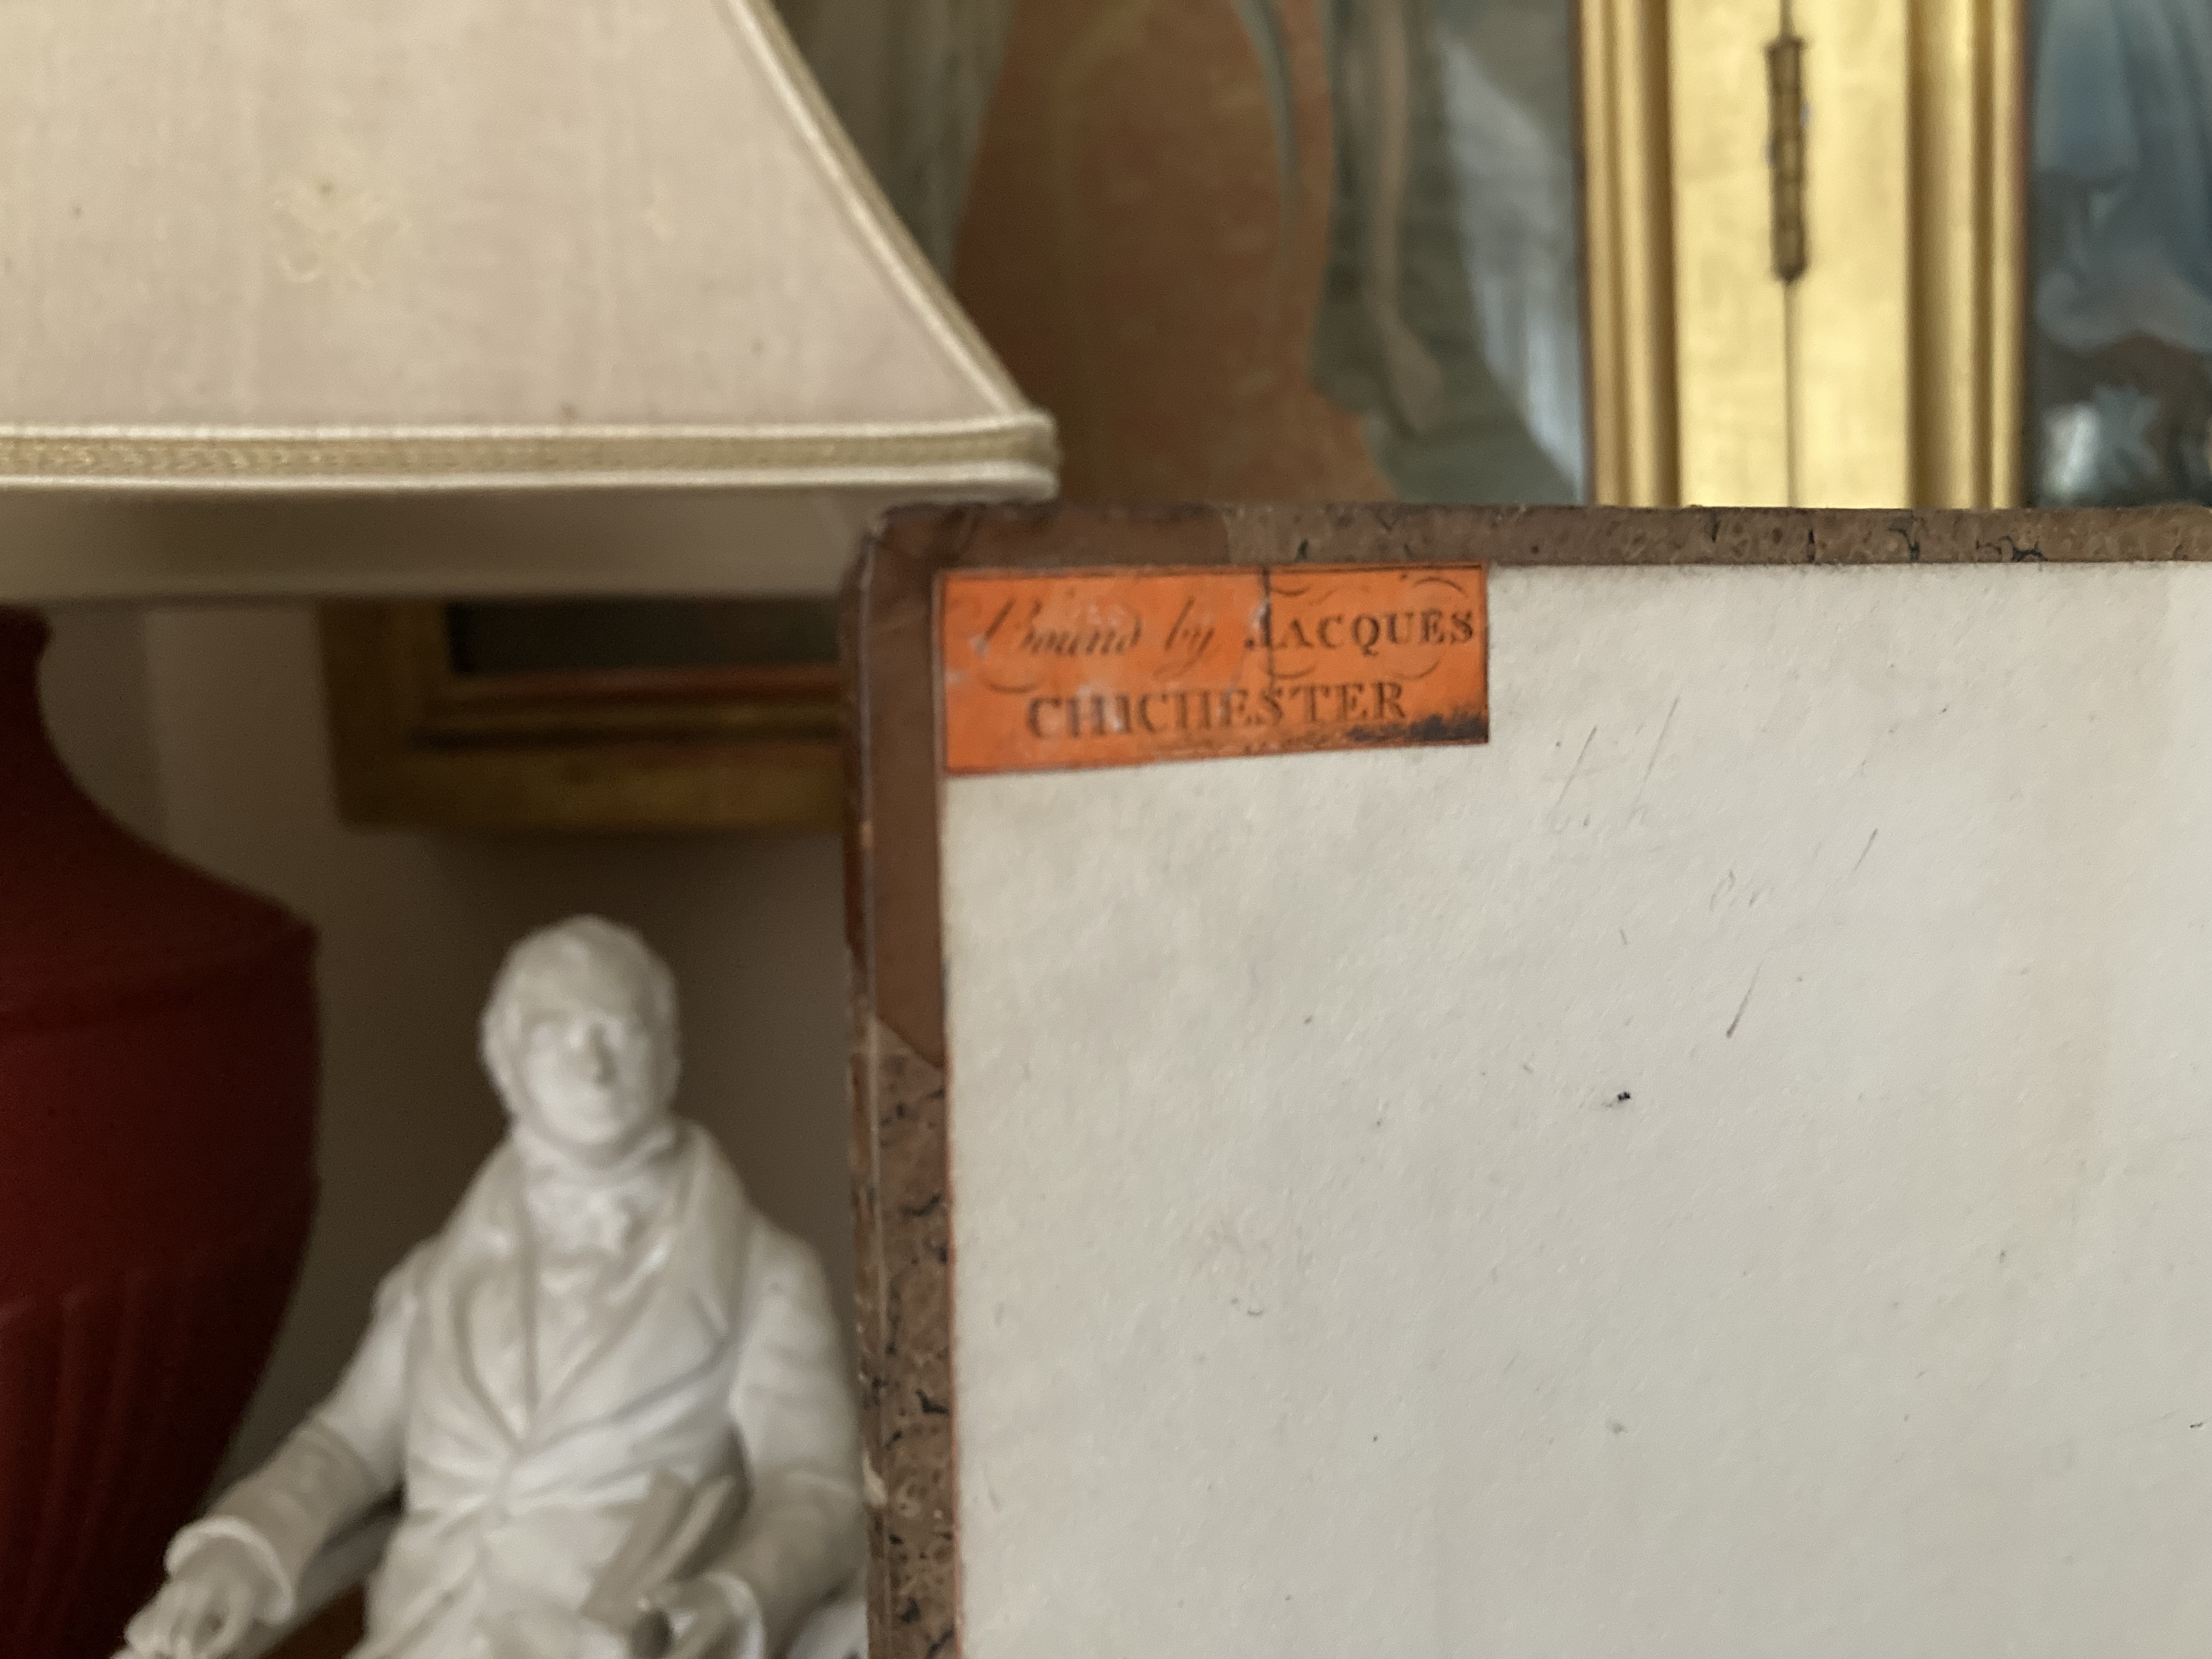 Bound by JACQUES
CHICHESTER